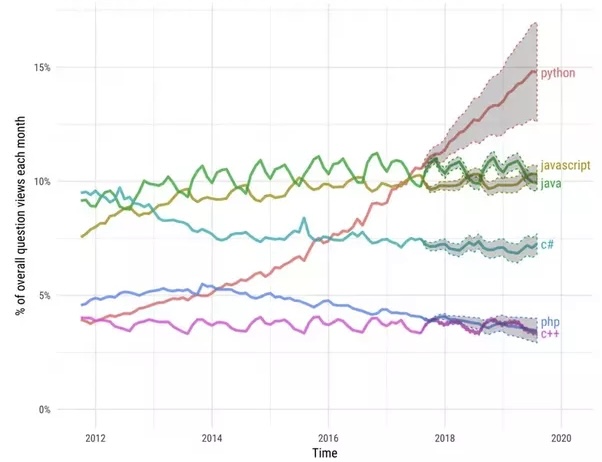 % of overall question views each month
15%
10%
5%
0%
python
javascript
java
c#
php
c++
2012 2014 2016 2018 2020
Time